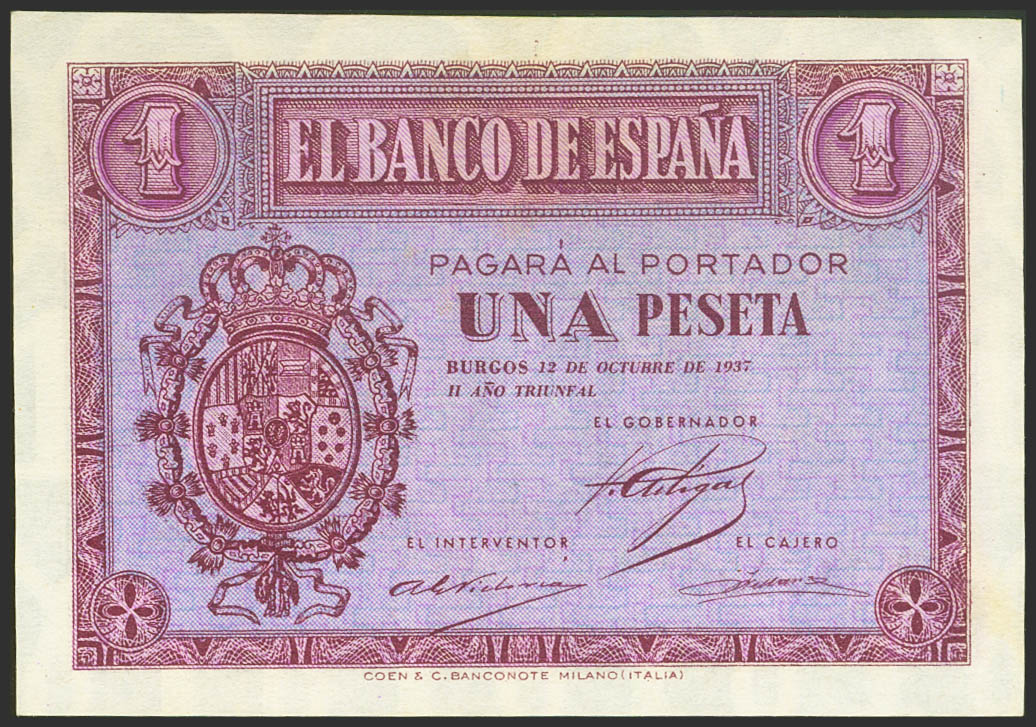 1 EL BANCO DE ESPAÑA 1
PAGARÁ AL PORTADOR
UNA PESETA
BURGOS 12 DE OCTUBRE DE 1937
II AÑO TRIUNFAL
EL GOBERNADOR
EL INTERVENTOR,
EL CAJERO
COEN & C. BANCONOTE MILANO (ITALIA)